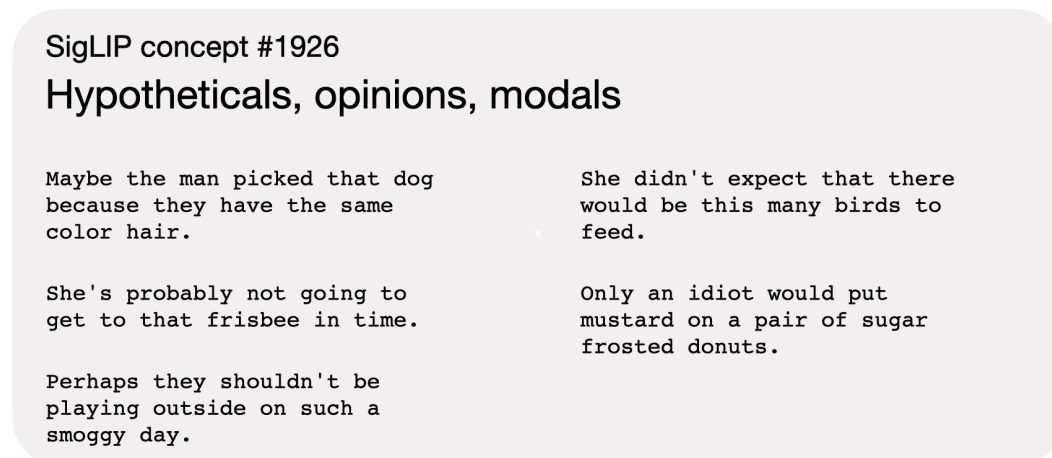 SigLIP concept #1926
Hypotheticals, opinions, modals
Maybe the man picked that dog
because they have the same
color hair.
She's probably not going to
get to that frisbee in time.
Perhaps they shouldn't be
playing outside on such a
smoggy day.
She didn't expect that there
would be this many birds to
feed.
Only an idiot would put
mustard on a pair of sugar
frosted donuts.